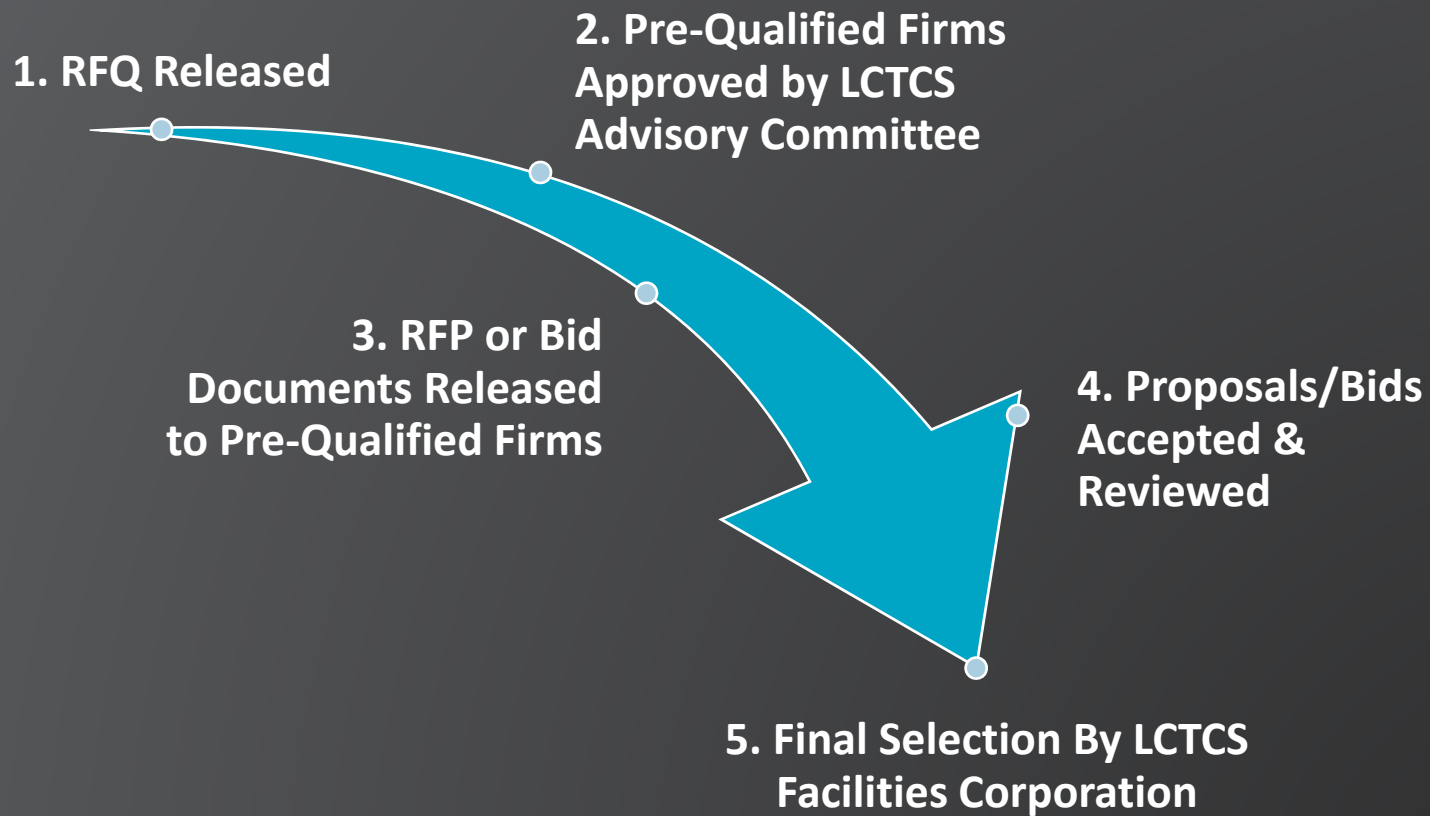 1. RFQ Released
2. Pre-Qualified Firms
Approved by LCTCS
Advisory Committee
3. RFP or Bid
Documents Released
to Pre-Qualified Firms
4. Proposals/Bids
Accepted &
Reviewed
5. Final Selection By LCTCS
Facilities Corporation